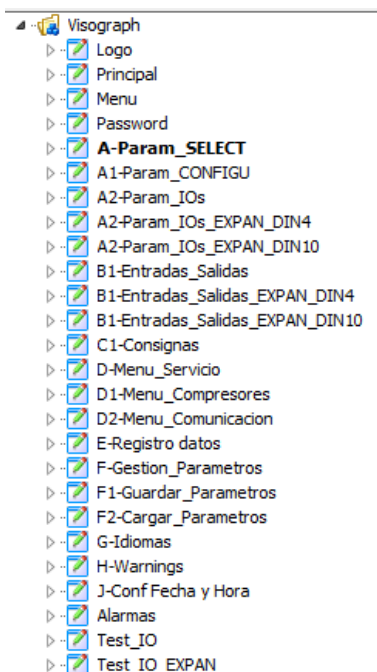 Visograph
Logo
Principal
Menu
Password
A-Param_SELECT
A1-Param_CONFIGU
A2-Param_IOs
A2-Param_IOs_EXPAN_DIN4
A2-Param_IOs_EXPAN_DIN10
B1-Entradas_Salidas
B1-Entradas_Salidas_EXPAN_DIN4
B1-Entradas_Salidas_EXPAN_DIN10
C1-Consignas
D-Menu_Servicio
D1-Menu_Compresores
D2-Menu_Comunicacion
E-Registro datos
F-Gestion_Parametros
F1-Guardar_Parametros
F2-Cargar_Parametros
G-Idiomas
H-Warnings
J-Conf Fecha y Hora
Alarmas
Test_IO
Test_IO_EXPAN